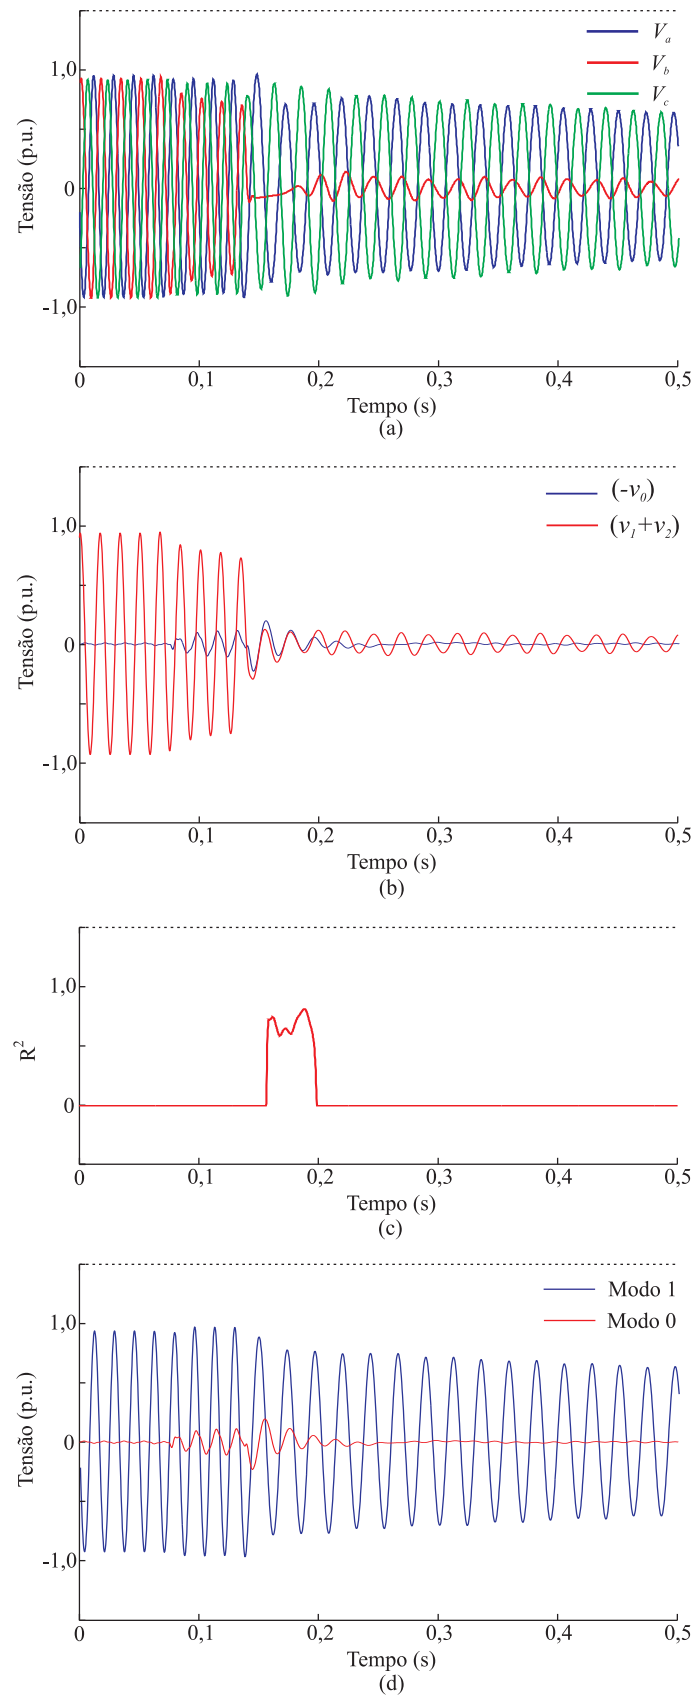 1,0
0
-1,0
Tensão (p.u.)
V_a
V_b
V_c
0 0,1 0,2 0,3 0,4 0,5
Tempo (s)
(a)
1,0
0
-1,0
Tensão (p.u.)
(-v_0)
(v_1+v_2)
0 0,1 0,2 0,3 0,4 0,5
Tempo (s)
(b)
1,0
0
R^2
0 0,1 0,2 0,3 0,4 0,5
Tempo (s)
(c)
1,0
0
-1,0
Tensão (p.u.)
Modo 1
Modo 0
0 0,1 0,2 0,3 0,4 0,5
Tempo (s)
(d)